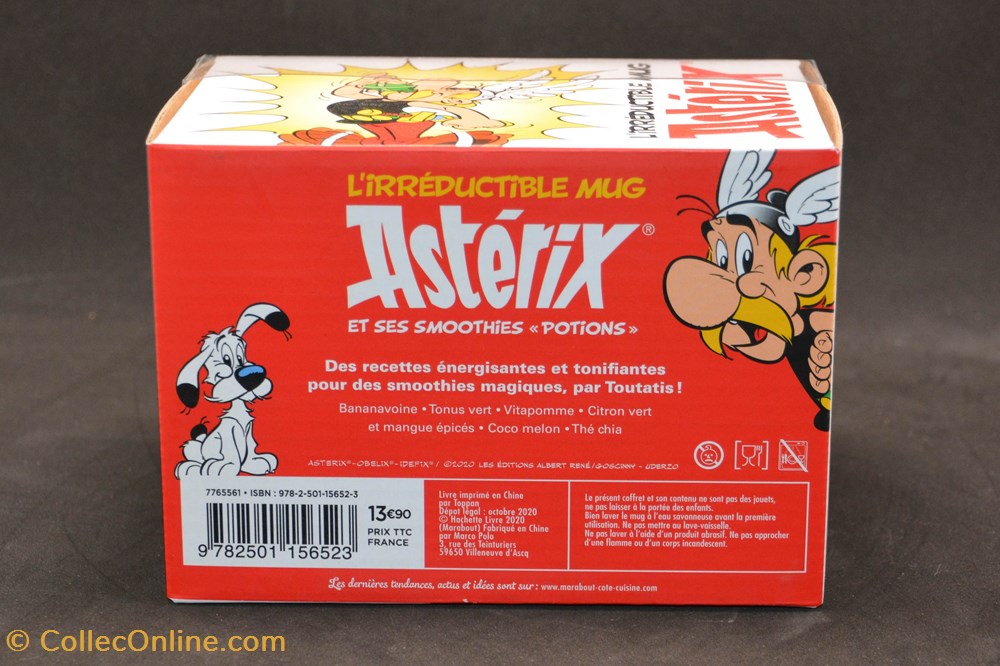 L'IRRÉDUCTIBLE MUG
Astérix
L'IRRÉDUCTIBLE MUG
Astérix®
ET SES SMOOTHIES « POTIONS »
Des recettes énergisantes et tonifiantes
pour des smoothies magiques, par Toutatis !
Bananavoine • Tonus vert • Vitapomme • Citron vert
et mangue épicés • Coco melon • Thé chia
ASTERIX®-OBELIX®-IDEFIX® / ©2020 LES ÉDITIONS ALBERT RENÉ/GOSCINNY - UDERZO
7765561 • ISBN : 978-2-501-15652-3
9 782501 156523
13€90
PRIX TTC
FRANCE
Livre imprimé en Chine
par Toppan
Dépôt légal : octobre 2020
© Hachette Livre 2020
(Marabout) Fabriqué en Chine
par Marco Polo
3, rue des Teinturiers
59650 Villeneuve d'Ascq
Le présent coffret et son contenu ne sont pas des jouets,
ne pas laisser à la portée des enfants.
Bien laver le mug à l'eau savonneuse avant la première
utilisation. Ne pas mettre au lave-vaisselle.
Ne pas laver à l'aide d'un produit abrasif. Ne pas approcher
d'une flamme ou d'un corps incandescent.
Les dernières tendances, actus et idées sont sur : www.marabout-cote-cuisine.com
© CollecOnline.com